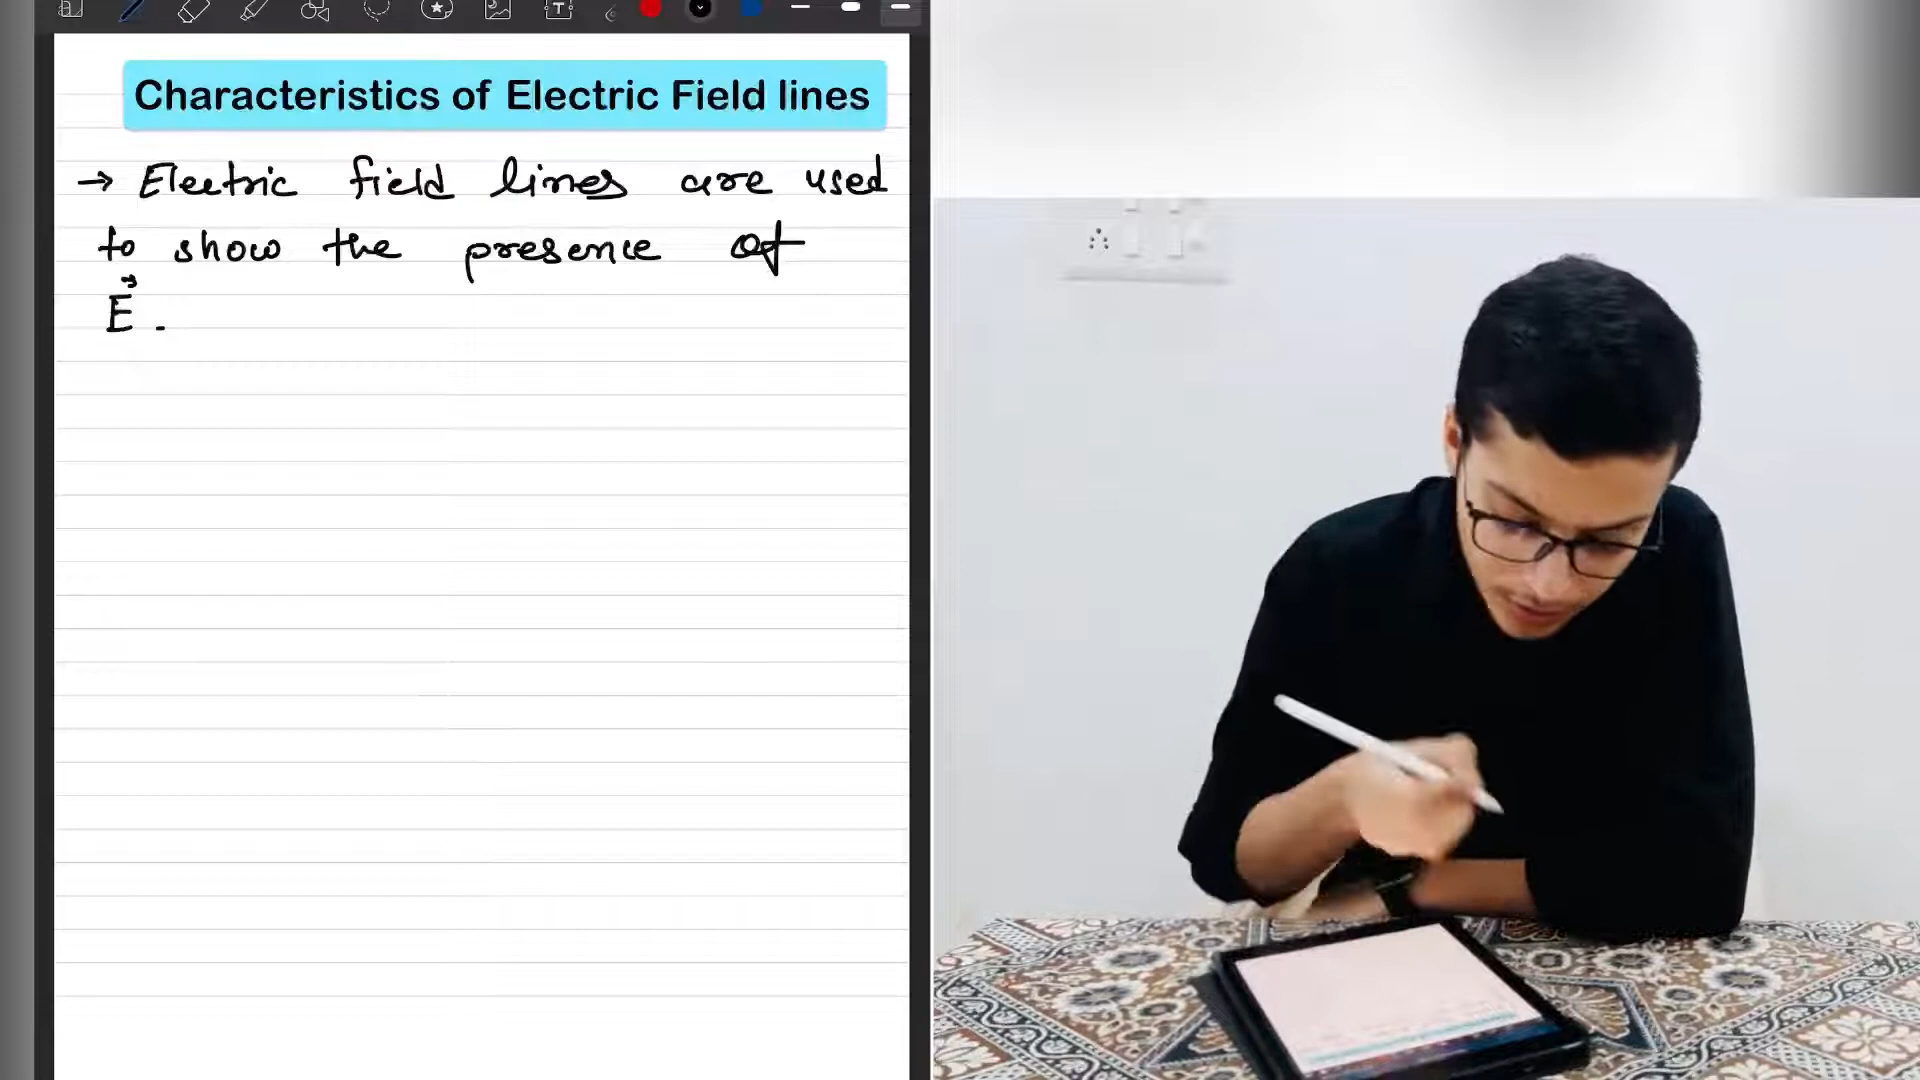 Characteristics of Electric Field lines
→ Electric field lines are used
to show the presence of
E⃗ .